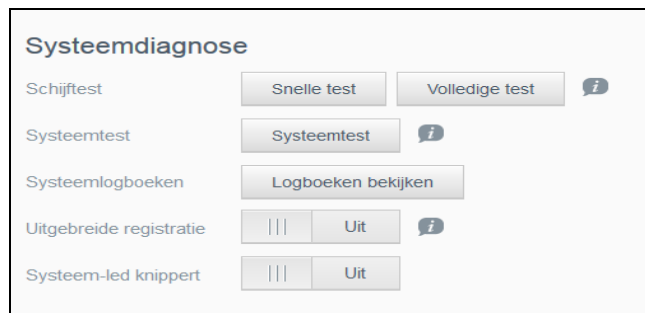 Systeemdiagnose
Schijftest Snelle test Volledige test i
Systeemtest Systeemtest i
Systeemlogboeken Logboeken bekijken
Uitgebreide registratie Uit i
Systeem-led knippert Uit